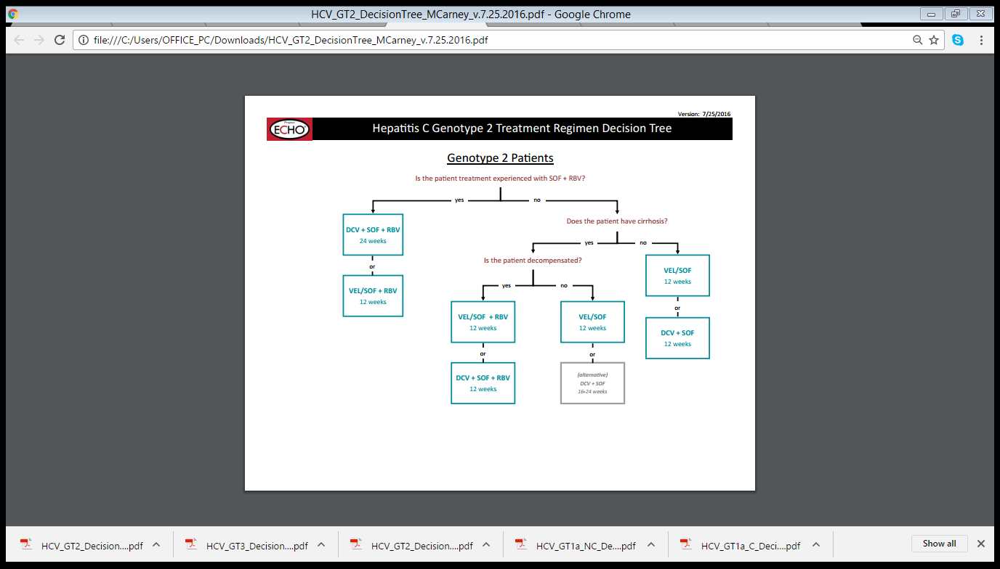 HCV_GT2_DecisionTree_MCarney_v.7.25.2016.pdf - Google Chrome
file:///C:/Users/OFFICE_PC/Downloads/HCV_GT2_DecisionTree_MCarney_v.7.25.2016.pdf
Version: 7/25/2016
Project
ECHO
Hepatitis C Genotype 2 Treatment Regimen Decision Tree
Genotype 2 Patients
Is the patient treatment experienced with SOF + RBV?
yes
no
DCV + SOF + RBV
24 weeks
or
VEL/SOF + RBV
12 weeks
Does the patient have cirrhosis?
yes
no
Is the patient decompensated?
yes
no
VEL/SOF + RBV
12 weeks
or
DCV + SOF + RBV
12 weeks
VEL/SOF
12 weeks
or
(alternative)
DCV + SOF
16-24 weeks
VEL/SOF
12 weeks
or
DCV + SOF
12 weeks
HCV_GT2_Decision....pdf
HCV_GT3_Decision....pdf
HCV_GT2_Decision....pdf
HCV_GT1a_NC_De....pdf
HCV_GT1a_C_Deci....pdf
Show all